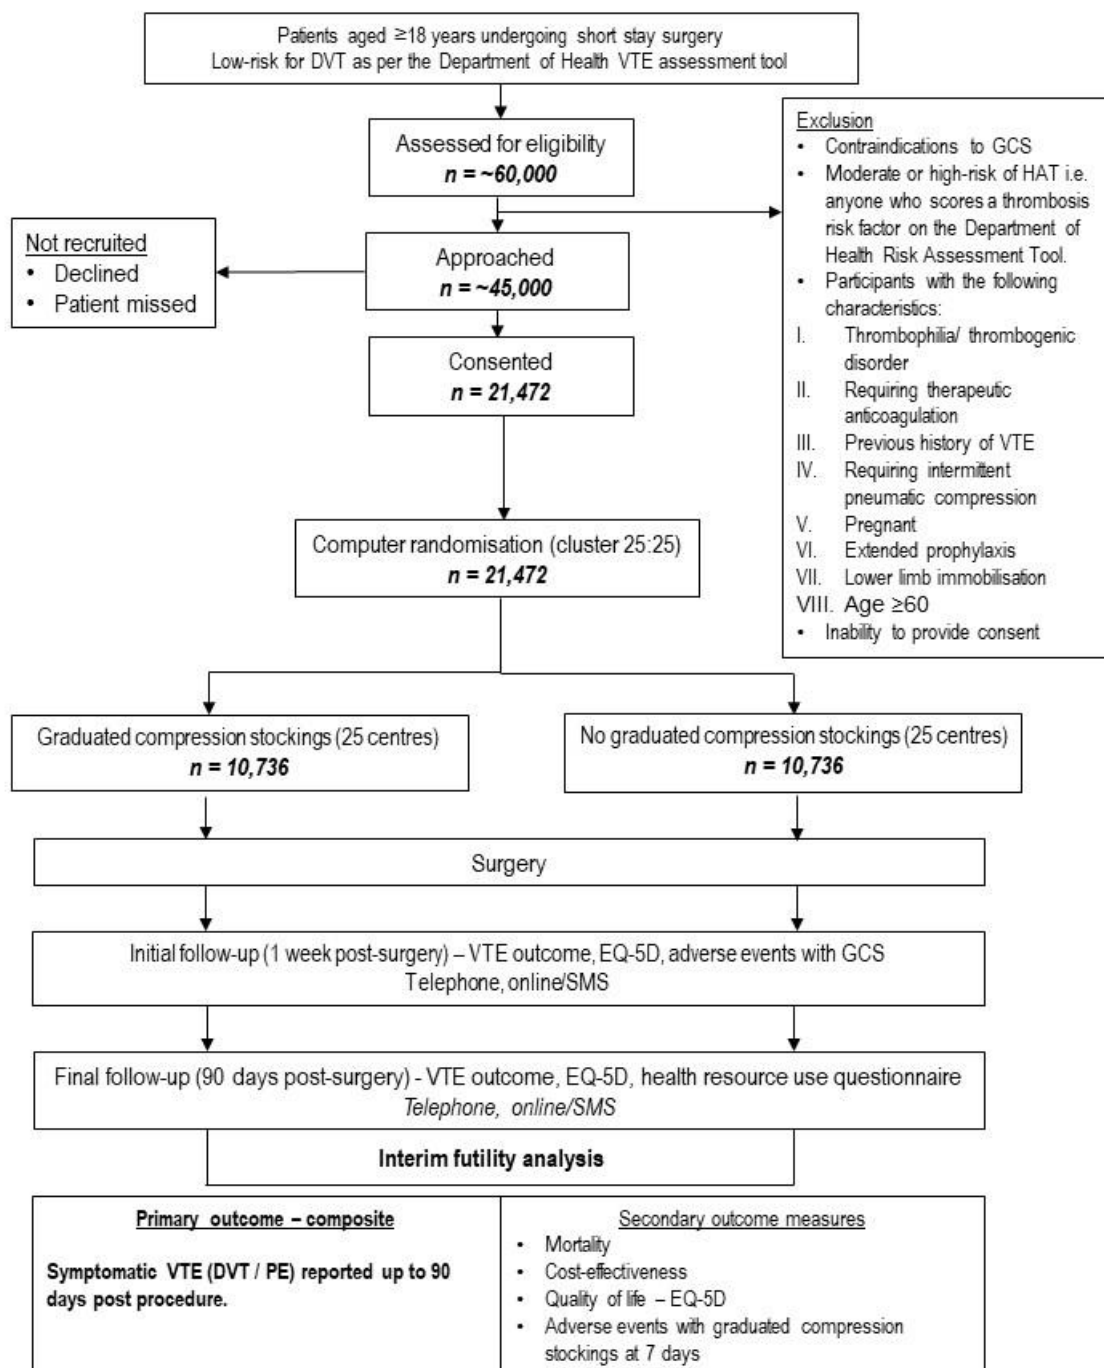 Patients aged ≥18 years undergoing short stay surgery
Low-risk for DVT as per the Department of Health VTE assessment tool
Assessed for eligibility
n = ~60,000
Exclusion
• Contraindications to GCS
• Moderate or high-risk of HAT i.e.
anyone who scores a thrombosis
risk factor on the Department of
Health Risk Assessment Tool.
• Participants with the following
characteristics:
I. Thrombophilia/ thrombogenic
disorder
II. Requiring therapeutic
anticoagulation
III. Previous history of VTE
IV. Requiring intermittent
pneumatic compression
V. Pregnant
VI. Extended prophylaxis
VII. Lower limb immobilisation
VIII. Age ≥60
• Inability to provide consent
Not recruited
• Declined
• Patient missed
Approached
n = ~45,000
Consented
n = 21,472
Computer randomisation (cluster 25:25)
n = 21,472
Graduated compression stockings (25 centres)
n = 10,736
No graduated compression stockings (25 centres)
n = 10,736
Surgery
Initial follow-up (1 week post-surgery) – VTE outcome, EQ-5D, adverse events with GCS
Telephone, online/SMS
Final follow-up (90 days post-surgery) - VTE outcome, EQ-5D, health resource use questionnaire
Telephone, online/SMS
Interim futility analysis
Primary outcome – composite
Symptomatic VTE (DVT / PE) reported up to 90
days post procedure.
Secondary outcome measures
• Mortality
• Cost-effectiveness
• Quality of life – EQ-5D
• Adverse events with graduated compression
stockings at 7 days